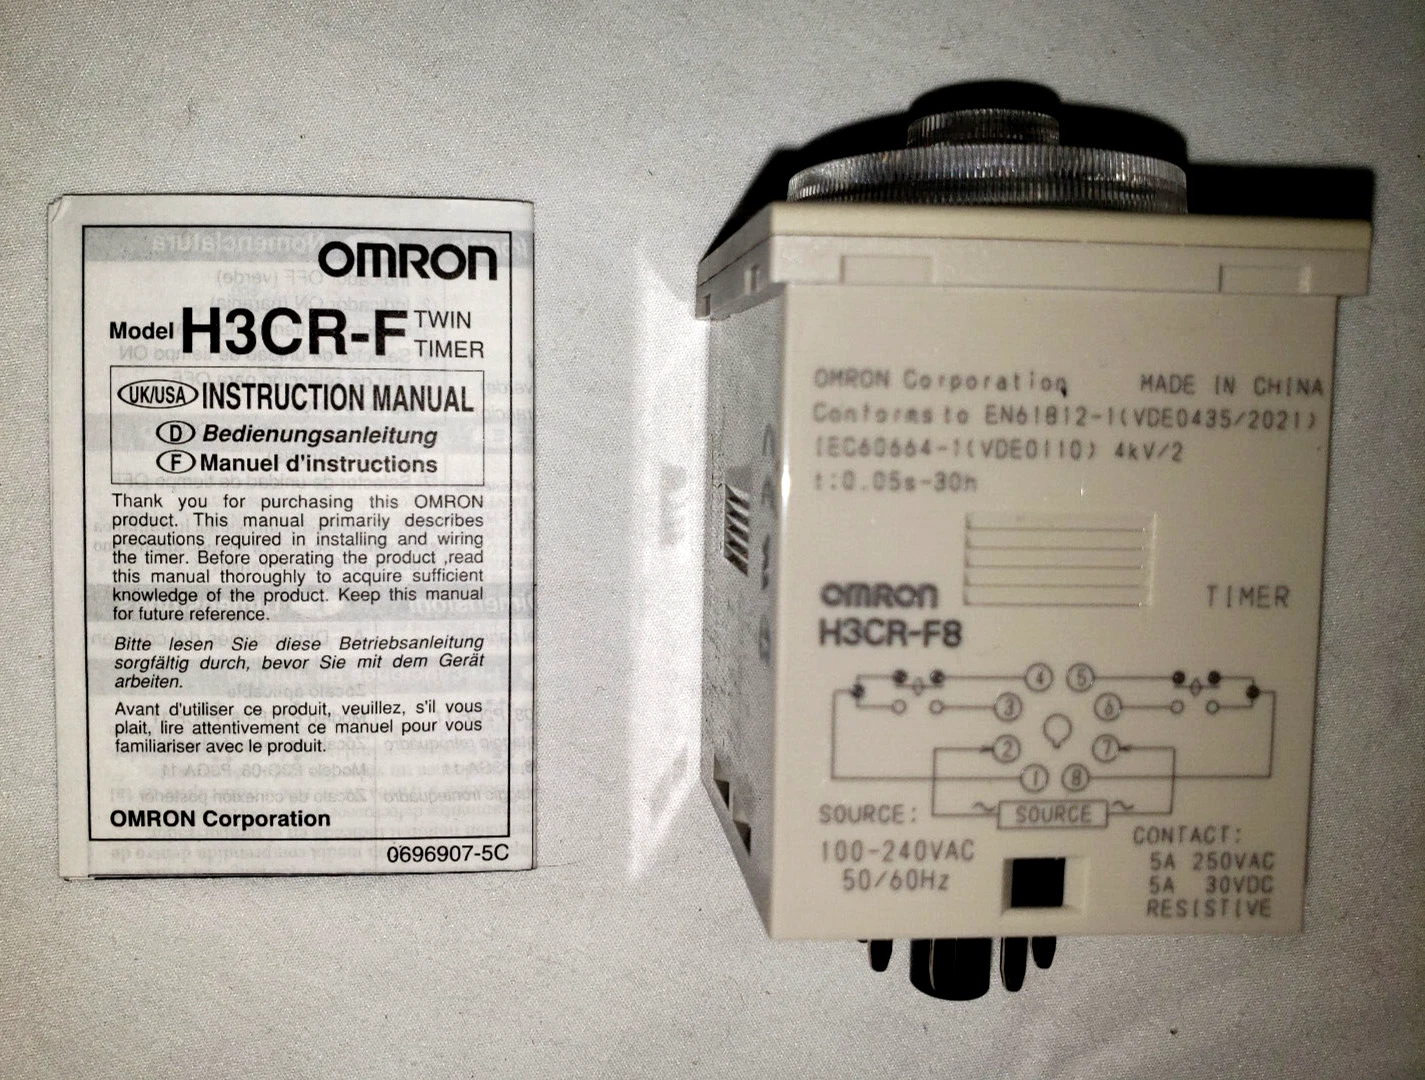 OMRON
Model H3CR-F TWIN TIMER
UK/USA INSTRUCTION MANUAL
D Bedienungsanleitung
F Manuel d'instructions
Thank you for purchasing this OMRON
product. This manual primarily describes
precautions required in installing and wiring
the timer. Before operating the product ,read
this manual thoroughly to acquire sufficient
knowledge of the product. Keep this manual
for future reference.
Bitte lesen Sie diese Betriebsanleitung
sorgfältig durch, bevor Sie mit dem Gerät
arbeiten.
Avant d'utiliser ce produit, veuillez, s'il vous
plait, lire attentivement ce manuel pour vous
familiariser avec le produit.
OMRON Corporation
0696907-5C
OMRON Corporation MADE IN CHINA
Conforms to EN61812-1(VDE0435/2021)
IEC60664-1(VDE0110) 4kV/2
t:0.05s-30h
OMRON TIMER
H3CR-F8
4 5
3 6
2 7
1 8
SOURCE
SOURCE:
100-240VAC
50/60Hz
CONTACT:
5A 250VAC
5A 30VDC
RESISTIVE